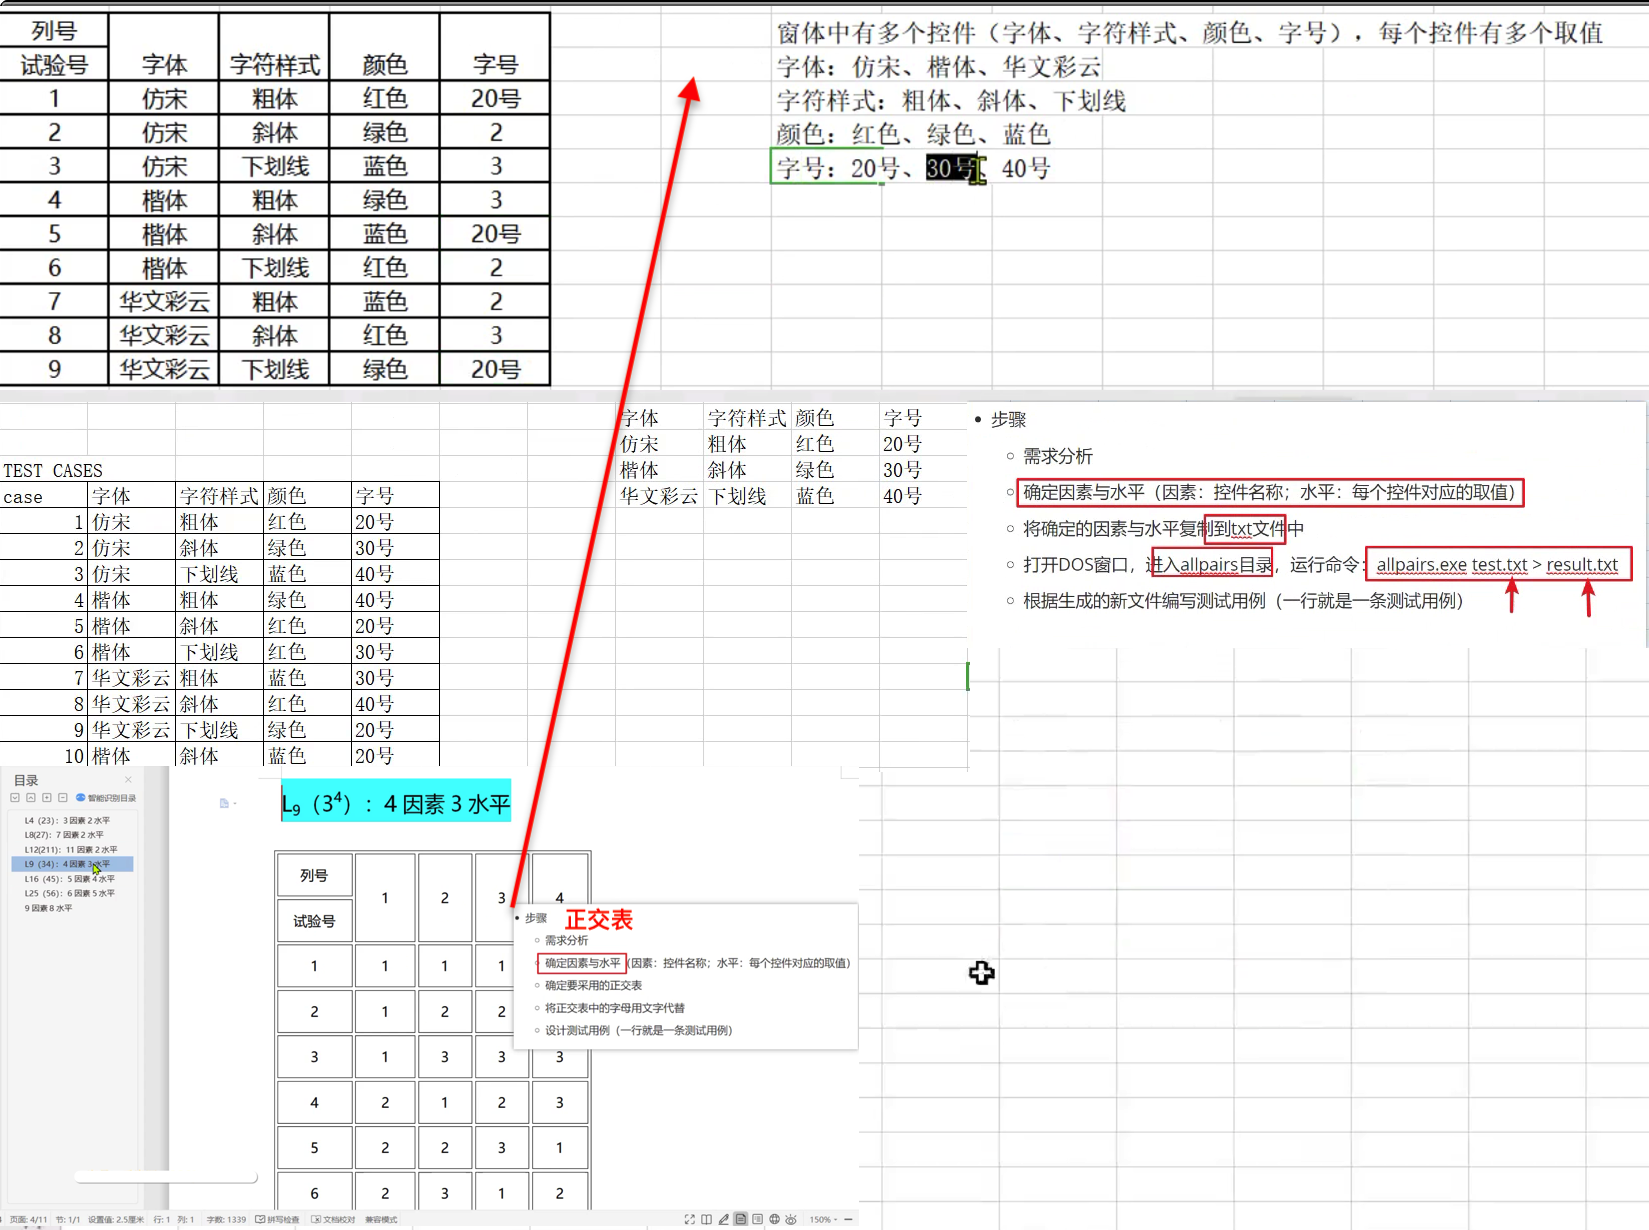 列号
试验号 字体 字符样式 颜色 字号
1 仿宋 粗体 红色 20号
2 仿宋 斜体 绿色 2
3 仿宋 下划线 蓝色 3
4 楷体 粗体 绿色 3
5 楷体 斜体 蓝色 20号
6 楷体 下划线 红色 2
7 华文彩云 粗体 蓝色 2
8 华文彩云 斜体 红色 3
9 华文彩云 下划线 绿色 20号
窗体中有多个控件（字体、字符样式、颜色、字号），每个控件有多个取值
字体：仿宋、楷体、华文彩云
字符样式：粗体、斜体、下划线
颜色：红色、绿色、蓝色
字号：20号、30号、40号
TEST CASES
case 字体 字符样式 颜色 字号
1 仿宋 粗体 红色 20号
2 仿宋 斜体 绿色 30号
3 仿宋 下划线 蓝色 40号
4 楷体 粗体 绿色 40号
5 楷体 斜体 红色 20号
6 楷体 下划线 红色 30号
7 华文彩云 粗体 蓝色 30号
8 华文彩云 斜体 红色 40号
9 华文彩云 下划线 绿色 20号
10 楷体 斜体 蓝色 20号
字体 字符样式 颜色 字号
仿宋 粗体 红色 20号
楷体 斜体 绿色 30号
华文彩云 下划线 蓝色 40号
• 步骤
○ 需求分析
○ 确定因素与水平（因素：控件名称；水平：每个控件对应的取值）
○ 将确定的因素与水平复制到txt文件中
○ 打开DOS窗口，进入allpairs目录，运行命令：allpairs.exe test.txt > result.txt
○ 根据生成的新文件编写测试用例（一行就是一条测试用例）
目录
智能识别目录
L4（23）：3 因素 2 水平
L8(27)：7 因素 2 水平
L12(211)：11 因素 2 水平
L9（34）：4 因素 3 水平
L16（45）：5 因素 4 水平
L25（56）：6 因素 5 水平
9 因素 8 水平
L₉（3⁴）：4 因素 3 水平
列号 1 2 3 4
试验号
1 1 1 1
2 1 2 2
3 1 3 3 3
4 2 1 2 3
5 2 2 3 1
6 2 3 1 2
• 步骤 正交表
○ 需求分析
○ 确定因素与水平（因素：控件名称；水平：每个控件对应的取值）
○ 确定要采用的正交表
○ 将正交表中的字母用文字代替
○ 设计测试用例（一行就是一条测试用例）
页面: 4/11 节: 1/1 设置值: 2.5厘米 行: 1 列: 1 字数: 1339 拼写检查 文档校对 兼容模式 150%